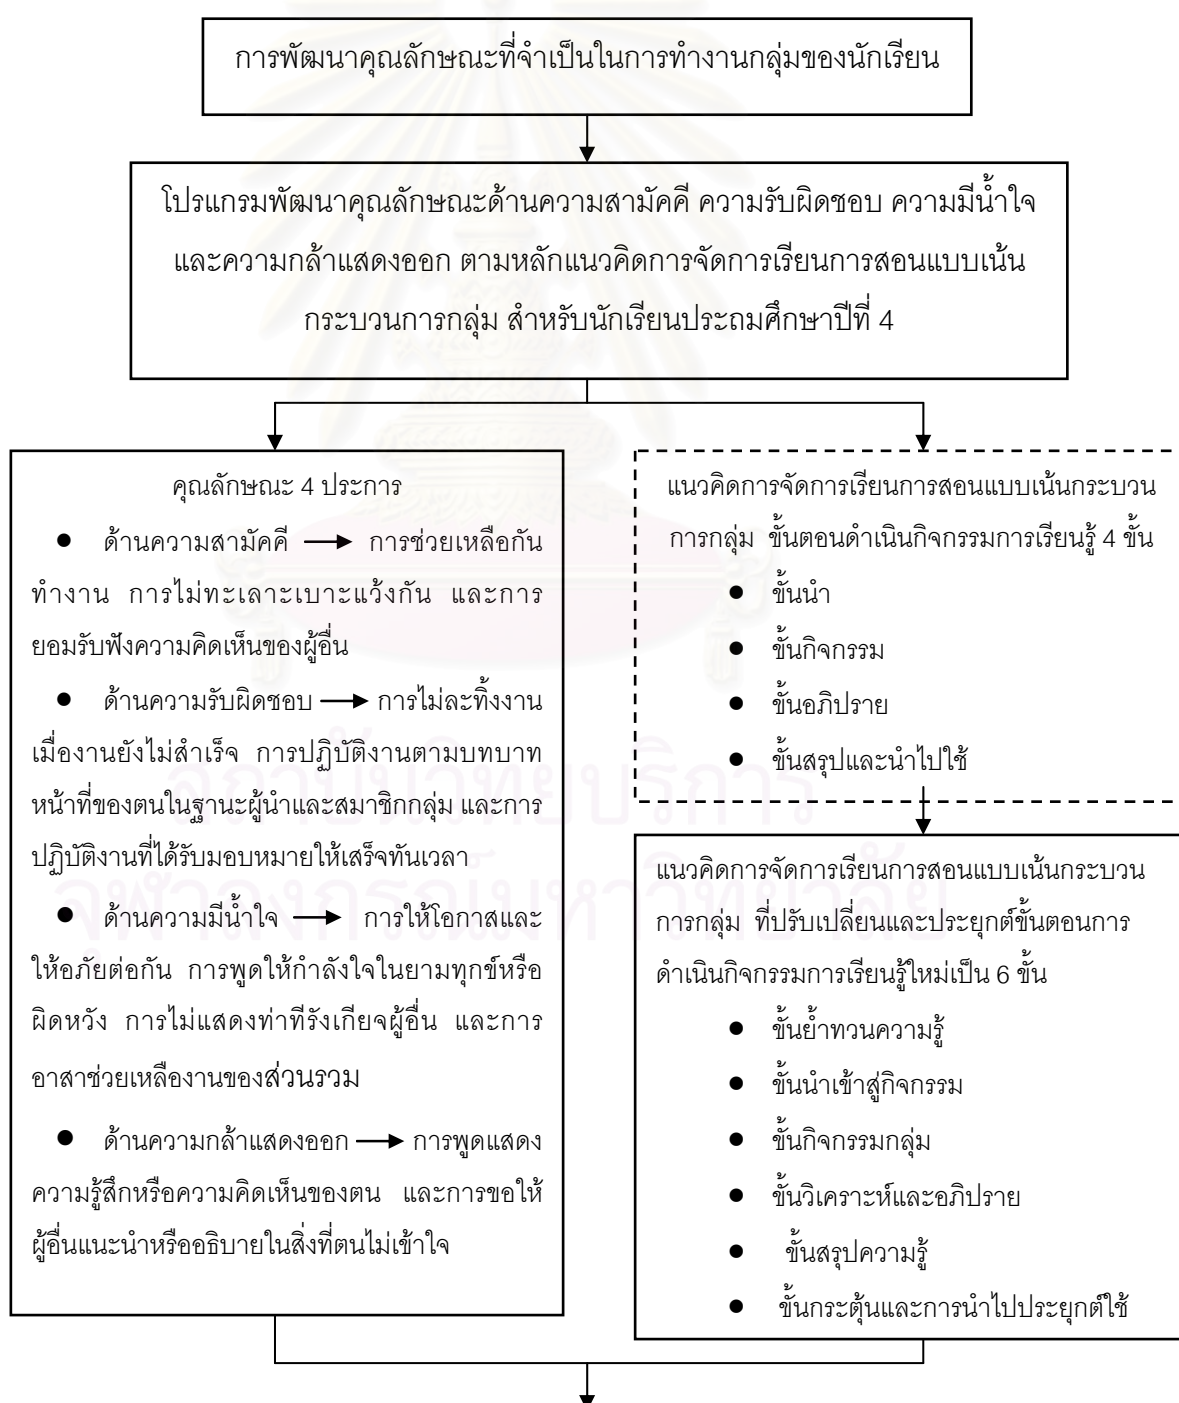 การพัฒนาคุณลักษณะที่จำเป็นในการทำงานกลุ่มของนักเรียน
โปรแกรมพัฒนาคุณลักษณะด้านความสามัคคี ความรับผิดชอบ ความมีน้ำใจ
และความกล้าแสดงออก ตามหลักแนวคิดการจัดการเรียนการสอนแบบเน้น
กระบวนการกลุ่ม สำหรับนักเรียนประถมศึกษาปีที่ 4
คุณลักษณะ 4 ประการ
● ด้านความสามัคคี → การช่วยเหลือกัน
ทำงาน การไม่ทะเลาะเบาะแว้งกัน และการ
ยอมรับฟังความคิดเห็นของผู้อื่น
● ด้านความรับผิดชอบ → การไม่ละทิ้งงาน
เมื่องานยังไม่สำเร็จ การปฏิบัติงานตามบทบาท
หน้าที่ของตนในฐานะผู้นำและสมาชิกกลุ่ม และการ
ปฏิบัติงานที่ได้รับมอบหมายให้เสร็จทันเวลา
● ด้านความมีน้ำใจ → การให้โอกาสและ
ให้อภัยต่อกัน การพูดให้กำลังใจในยามทุกข์หรือ
ผิดหวัง การไม่แสดงท่าทีรังเกียจผู้อื่น และการ
อาสาช่วยเหลืองานของส่วนรวม
● ด้านความกล้าแสดงออก → การพูดแสดง
ความรู้สึกหรือความคิดเห็นของตน และการขอให้
ผู้อื่นแนะนำหรืออธิบายในสิ่งที่ตนไม่เข้าใจ
แนวคิดการจัดการเรียนการสอนแบบเน้นกระบวน
การกลุ่ม ขั้นตอนดำเนินกิจกรรมการเรียนรู้ 4 ขั้น
● ขั้นนำ
● ขั้นกิจกรรม
● ขั้นอภิปราย
● ขั้นสรุปและนำไปใช้
แนวคิดการจัดการเรียนการสอนแบบเน้นกระบวน
การกลุ่ม ที่ปรับเปลี่ยนและประยุกต์ขั้นตอนการ
ดำเนินกิจกรรมการเรียนรู้ใหม่เป็น 6 ขั้น
● ขั้นย้ำทวนความรู้
● ขั้นนำเข้าสู่กิจกรรม
● ขั้นกิจกรรมกลุ่ม
● ขั้นวิเคราะห์และอภิปราย
● ขั้นสรุปความรู้
● ขั้นกระตุ้นและการนำไปประยุกต์ใช้
สถาบันวิทยบริการ
จุฬาลงกรณ์มหาวิทยาลัย